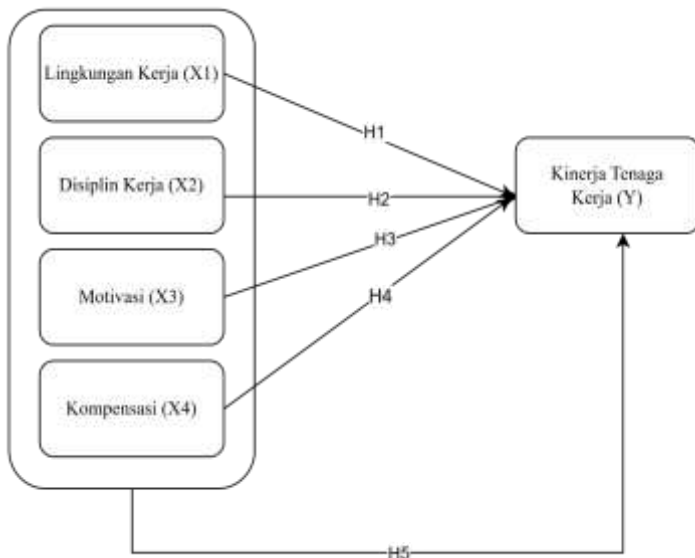 Lingkungan Kerja (X1)
H1
Disiplin Kerja (X2)
H2
Kinerja Tenaga
Kerja (Y)
H3
Motivasi (X3)
H4
Kompensasi (X4)
H5